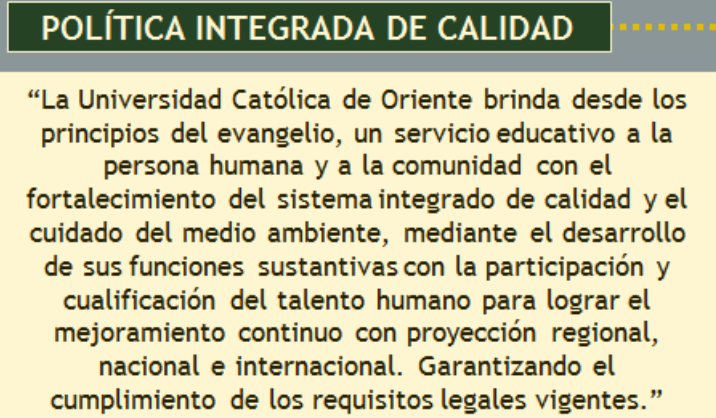 POLÍTICA INTEGRADA DE CALIDAD
“La Universidad Católica de Oriente brinda desde los
principios del evangelio, un servicio educativo a la
persona humana y a la comunidad con el
fortalecimiento del sistema integrado de calidad y el
cuidado del medio ambiente, mediante el desarrollo
de sus funciones sustantivas con la participación y
cualificación del talento humano para lograr el
mejoramiento continuo con proyección regional,
nacional e internacional. Garantizando el
cumplimiento de los requisitos legales vigentes.”